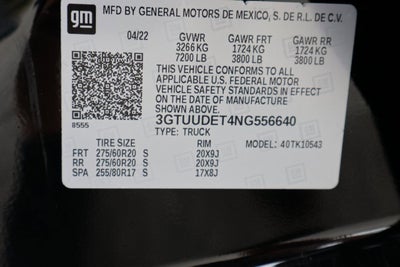 gm MFD BY GENERAL MOTORS DE MEXICO, S. DE R.L. DE C.V.
04/22 GVWR GAWR FRT GAWR RR
3266 KG 1724 KG 1724 KG
7200 LB 3800 LB 3800 LB
THIS VEHICLE CONFORMS TO ALL
APPLICABLE U.S. FEDERAL MOTOR
VEHICLE SAFETY STANDARDS IN EFFECT
ON THE DATE OF MANUFACTURE
SHOWN ABOVE.
8555 3GTUUDET4NG556640
TYPE: TRUCK
TIRE SIZE RIM MODEL: 40TK10543
FRT 275/60R20 S 20X9J
RR 275/60R20 S 20X9J
SPA 255/80R17 S 17X8J